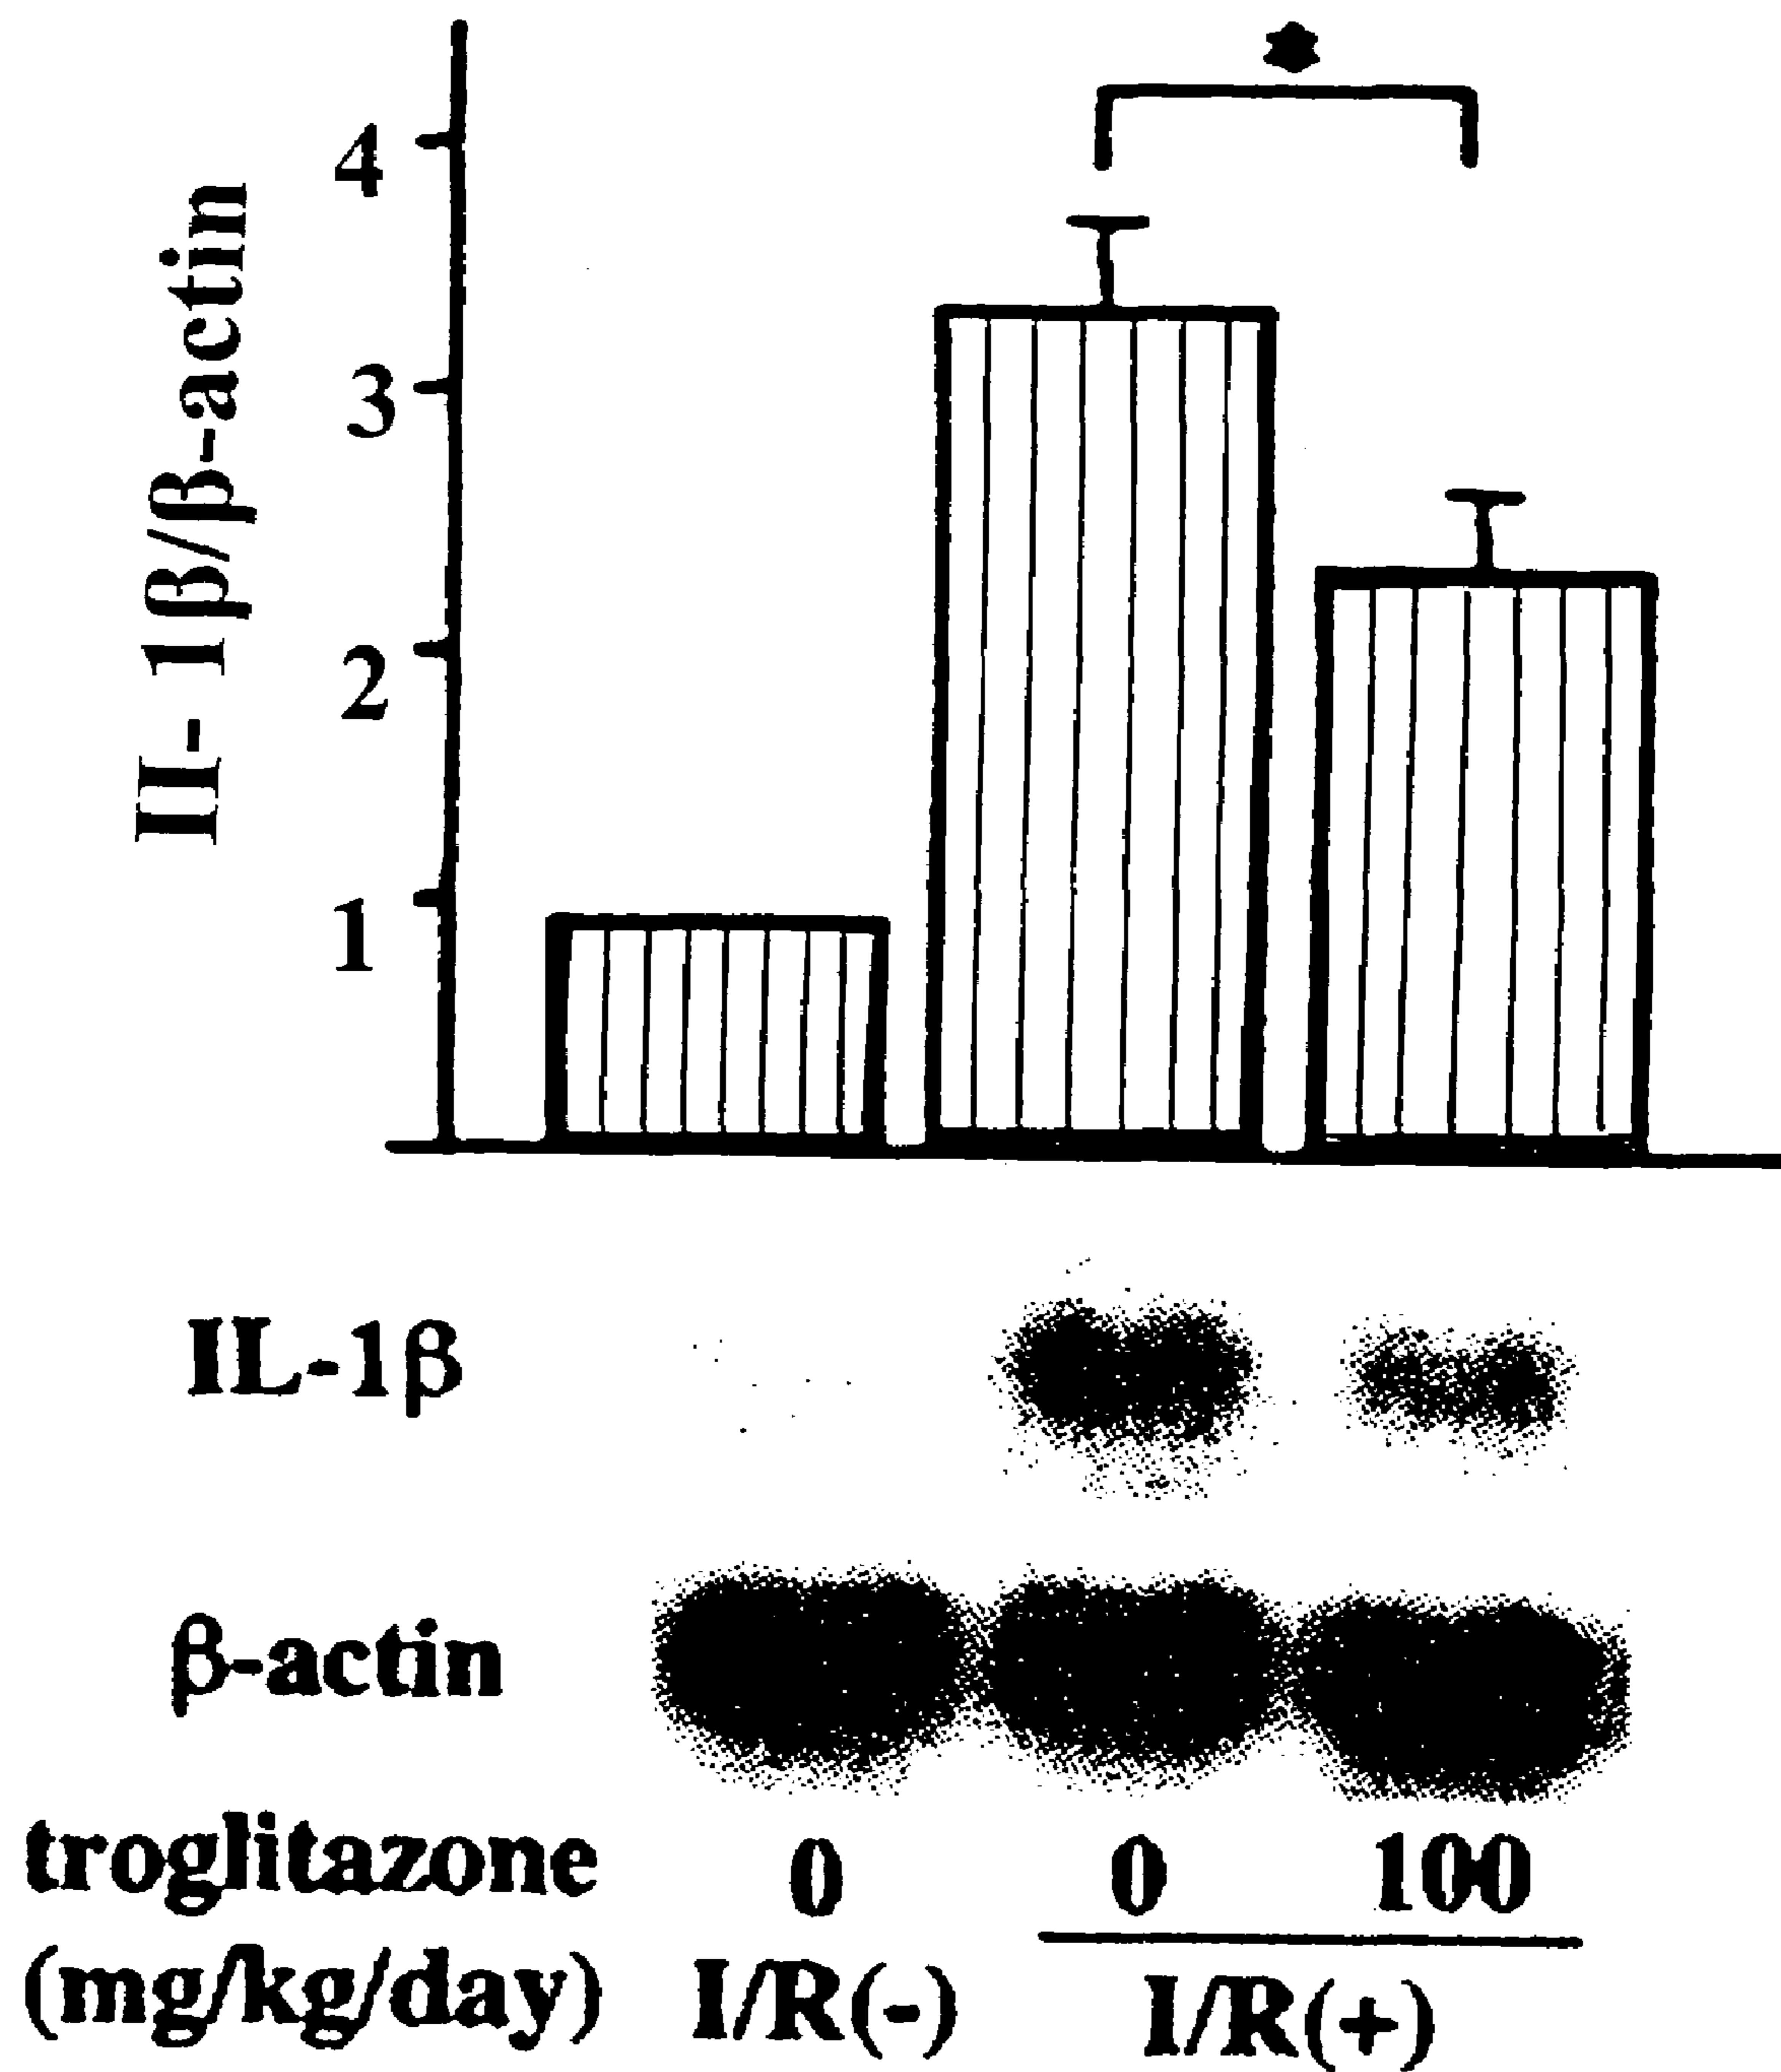 *
4
3
2
1
Il- 1β/β-actin
IL-1β
β-actin
troglitazone 0 0 100
(mg/kg/day) I/R(-) I/R(+)